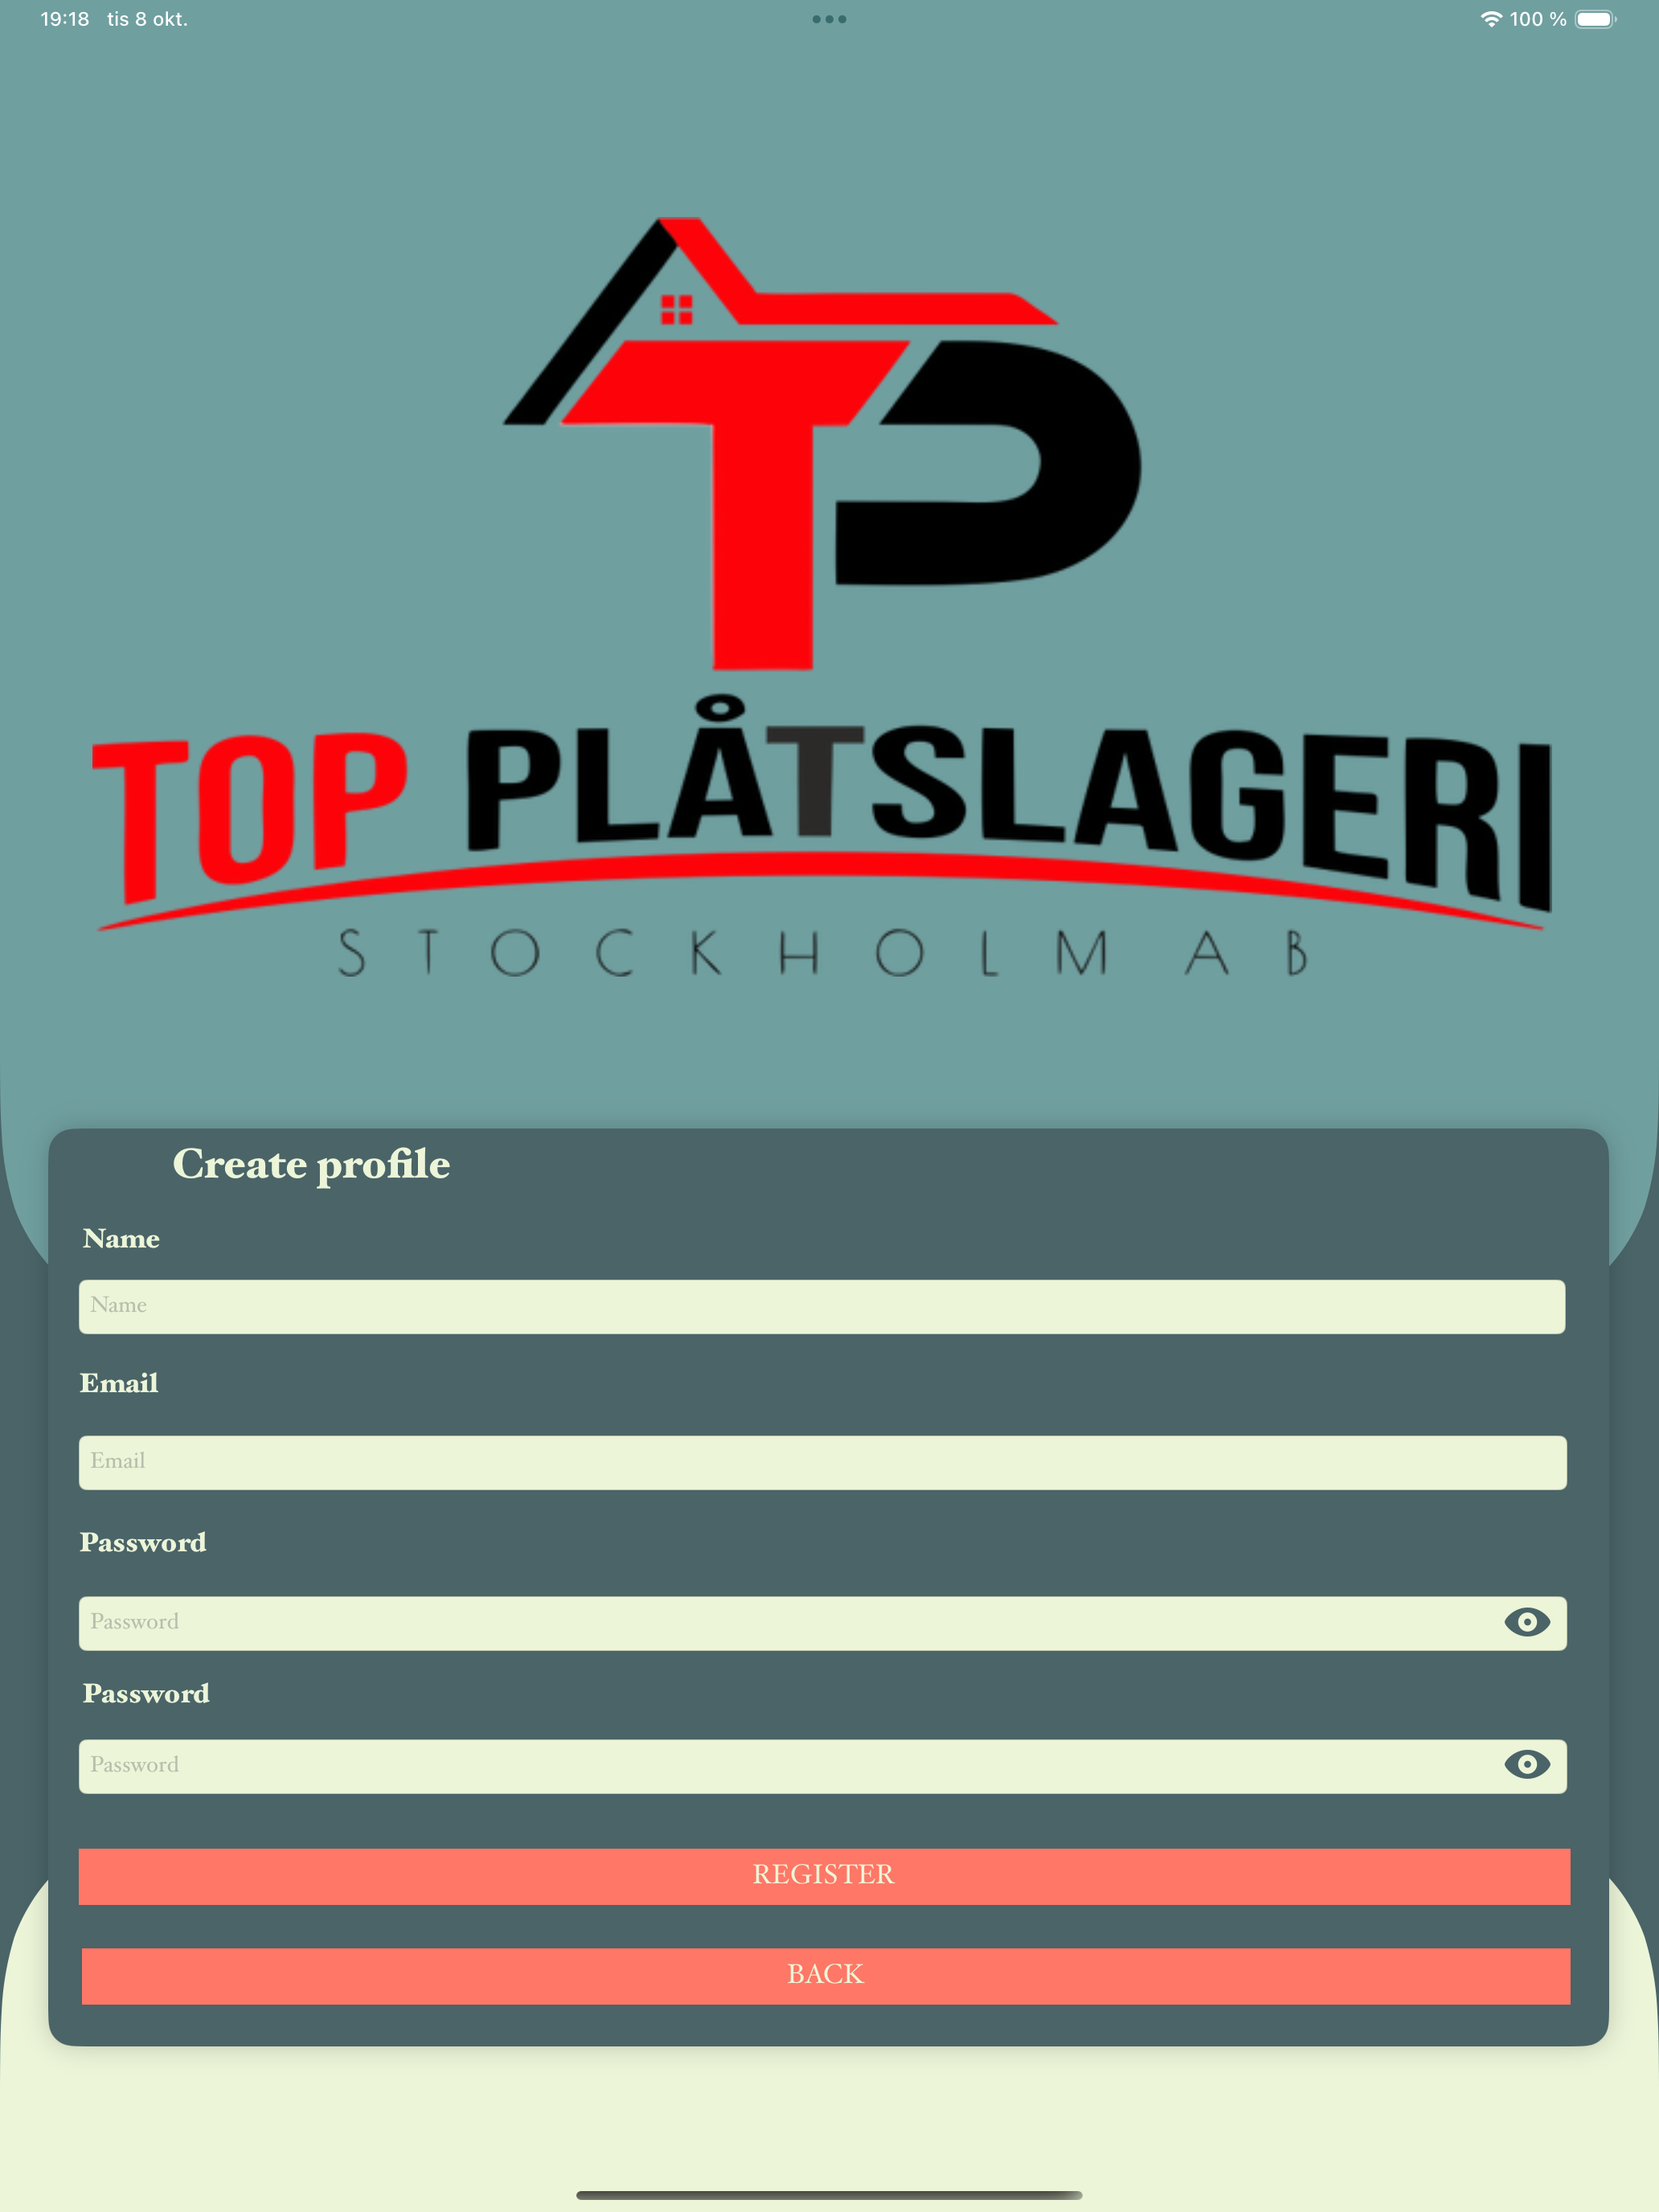 19:18 tis 8 okt.
100 %
TP
TOP PLÅTSLAGERI
STOCKHOLM AB
Create profile
Name
Name
Email
Email
Password
Password
Password
Password
REGISTER
BACK